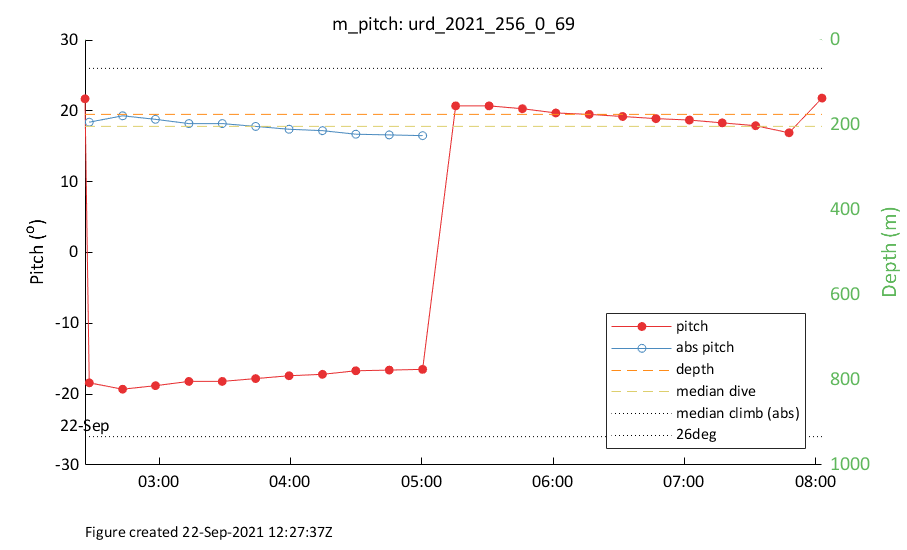 m_pitch: urd_2021_256_0_69
30
20
10
0
-10
-20
-30
Pitch (º)
22-Sep
03:00
04:00
05:00
06:00
07:00
08:00
0
200
400
600
800
1000
Depth (m)
pitch
abs pitch
depth
median dive
median climb (abs)
26deg
Figure created 22-Sep-2021 12:27:37Z